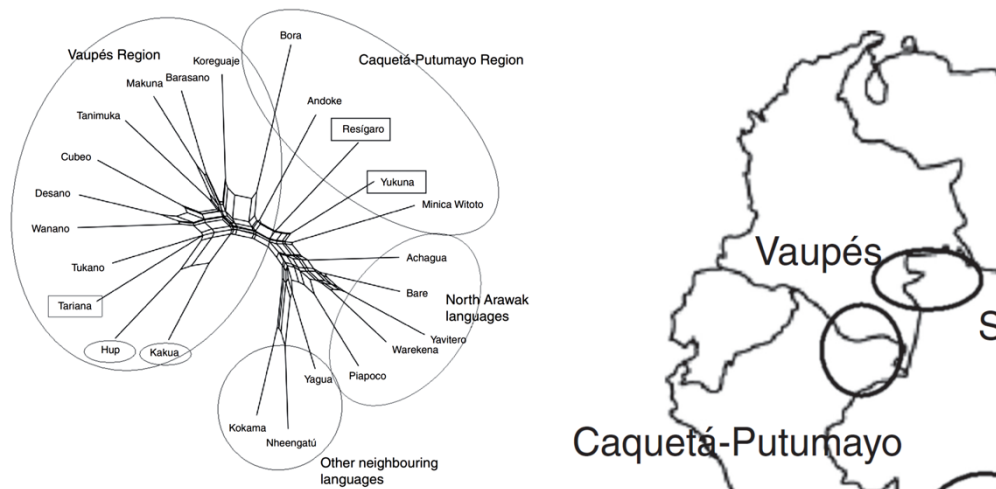 Vaupés Region
Koreguaje
Bora
Caquetá-Putumayo Region
Makuna
Barasano
Andoke
Tanimuka
Resígaro
Cubeo
Yukuna
Desano
Minica Witoto
Wanano
Achagua
Tukano
Bare
North Arawak
languages
Tariana
Yavitero
Hup
Kakua
Warekena
Yagua
Piapoco
Kokama
Nheengatú
Other neighbouring
languages
Vaupés
S
Caquetá-Putumayo